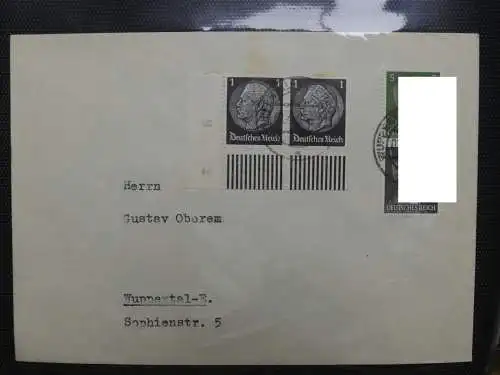 1 1 5
Deutsches Reich Deutsches Reich
DEUTSCHES REICH
Herrn
Gustav Oberem
Wuppertal-E.
Sophienstr. 5